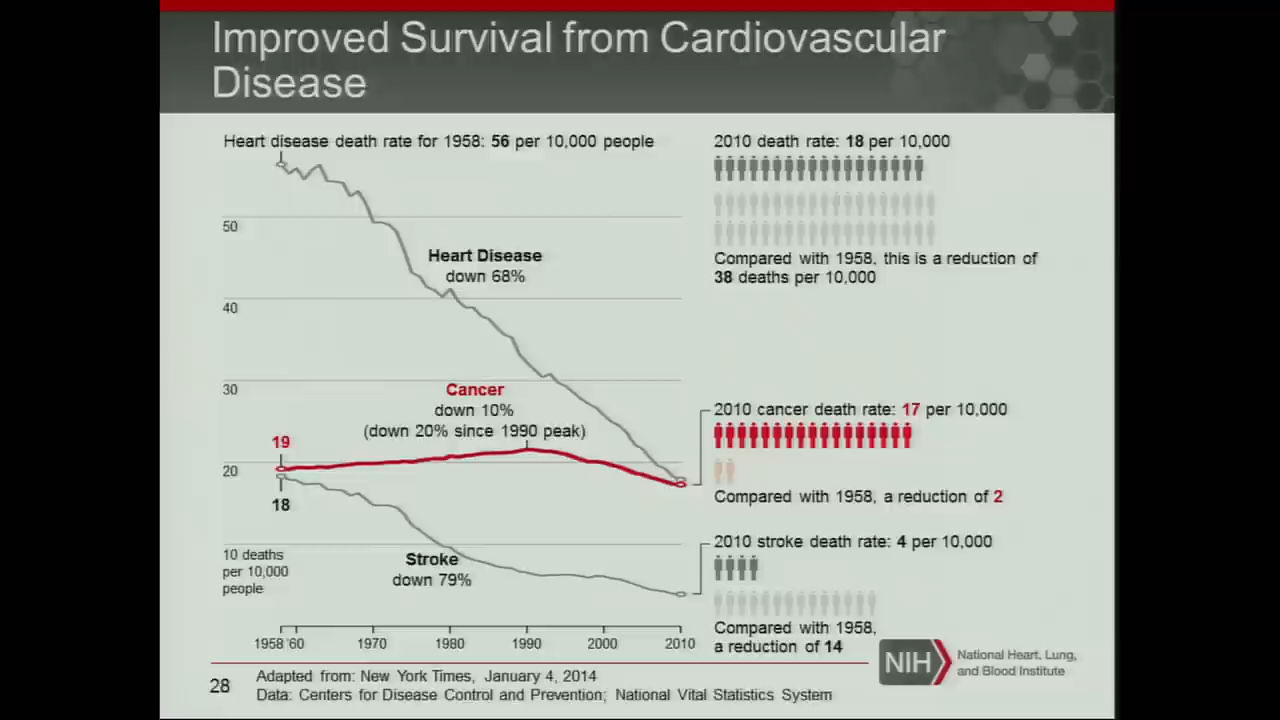 Improved Survival from Cardiovascular
Disease
Heart disease death rate for 1958: 56 per 10,000 people
50
40
30
20
10 deaths
per 10,000
people
Heart Disease
down 68%
Cancer
down 10%
(down 20% since 1990 peak)
19
18
Stroke
down 79%
1958 '60 1970 1980 1990 2000 2010
2010 death rate: 18 per 10,000
Compared with 1958, this is a reduction of
38 deaths per 10,000
2010 cancer death rate: 17 per 10,000
Compared with 1958, a reduction of 2
2010 stroke death rate: 4 per 10,000
Compared with 1958,
a reduction of 14
NIH
National Heart, Lung,
and Blood Institute
28
Adapted from: New York Times, January 4, 2014
Data: Centers for Disease Control and Prevention; National Vital Statistics System